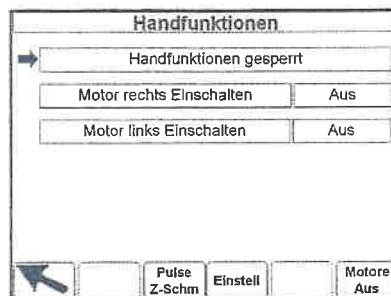 Handfunktionen
Handfunktionen gesperrt
Motor rechts EInschalten Aus
Motor links EInschalten Aus
Pulse Z-Schm Einstell Motore Aus